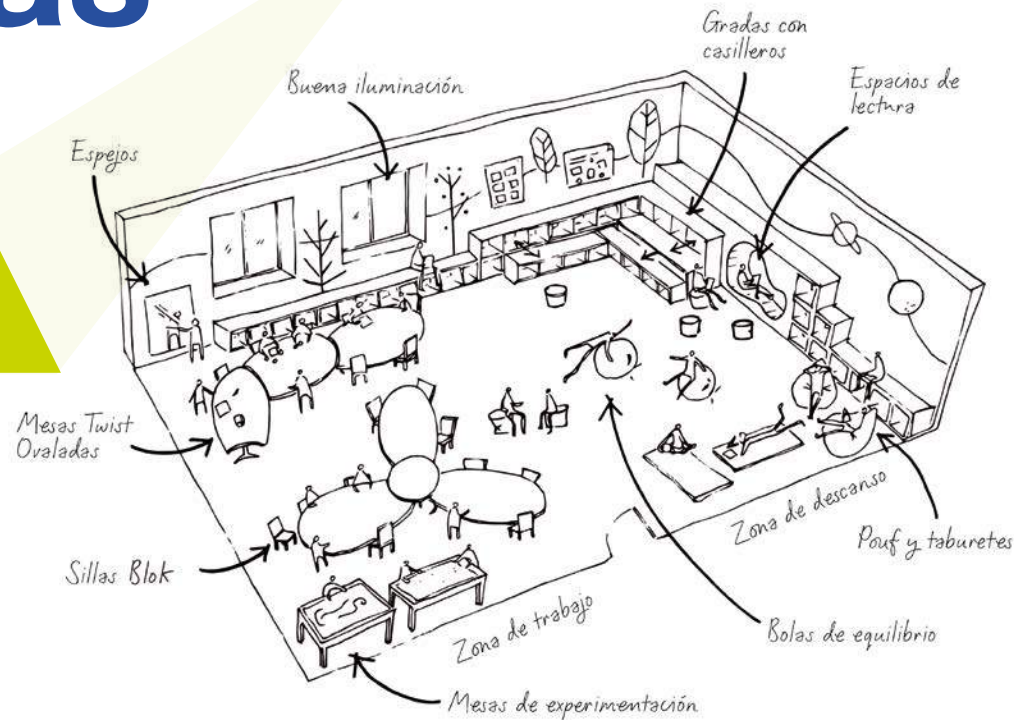 Gradas con
casilleros
Buena iluminación
Espacios de
lectura
Espejos
Mesas Twist
Ovaladas
Sillas Blok
Zona de trabajo
Zona de descanso
Pouf y taburetes
Bolas de equilibrio
Mesas de experimentación